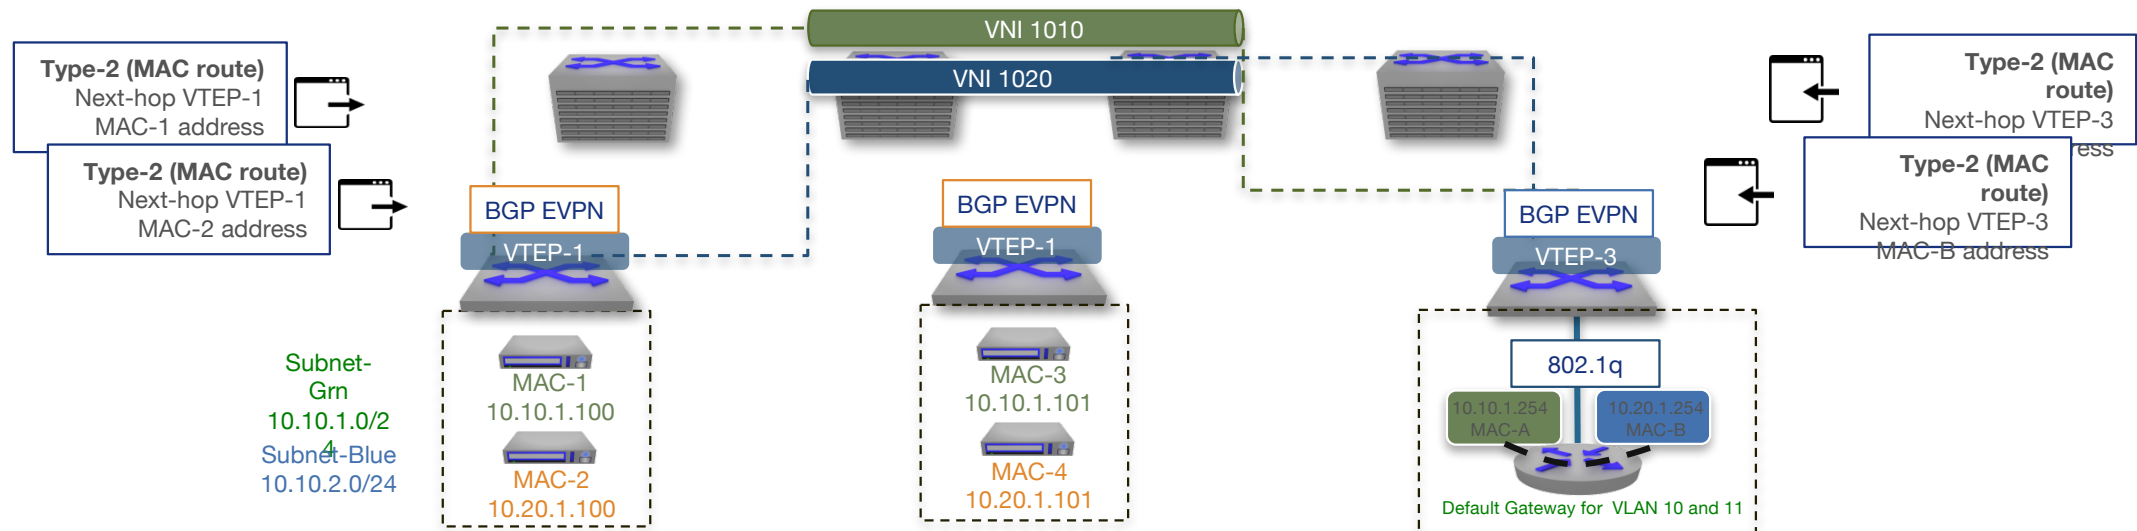 VNI 1010
VNI 1020
Type-2 (MAC route)
Next-hop VTEP-1
MAC-1 address
Type-2 (MAC route)
Next-hop VTEP-1
MAC-2 address
Type-2 (MAC
route)
Next-hop VTEP-3
Type-2 (MAC
route)
Next-hop VTEP-3
MAC-B address
BGP EVPN
VTEP-1
BGP EVPN
VTEP-1
BGP EVPN
VTEP-3
Subnet-
Grn
10.10.1.0/2
4
Subnet-Blue
10.10.2.0/24
MAC-1
10.10.1.100
MAC-2
10.20.1.100
MAC-3
10.10.1.101
MAC-4
10.20.1.101
802.1q
10.10.1.254
MAC-A
10.20.1.254
MAC-B
Default Gateway for VLAN 10 and 11